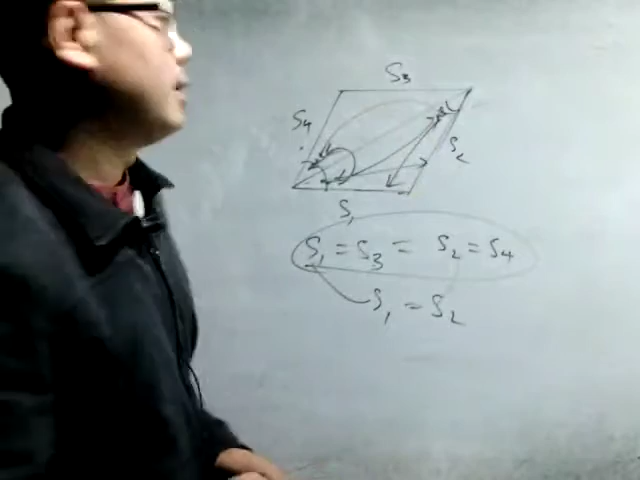 S₃
S₄
S₂
S₁
S₁ = S₃ = S₂ = S₄
S₁ = S₂